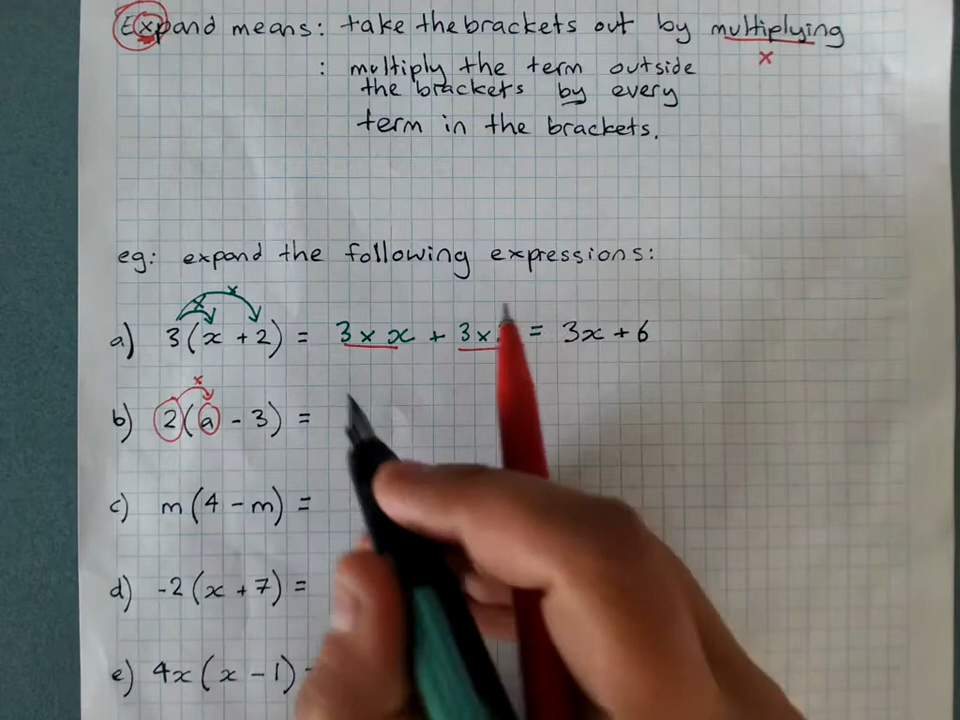 Expand means: take the brackets out by multiplying
x
: multiply the term outside
the brackets by every
term in the brackets.
eg: expand the following expressions:
x x
a) 3(x + 2) = 3 × x + 3 × = 3x + 6
x
b) 2(a - 3) =
c) m(4 - m) =
d) -2(x + 7) =
e) 4x(x - 1)